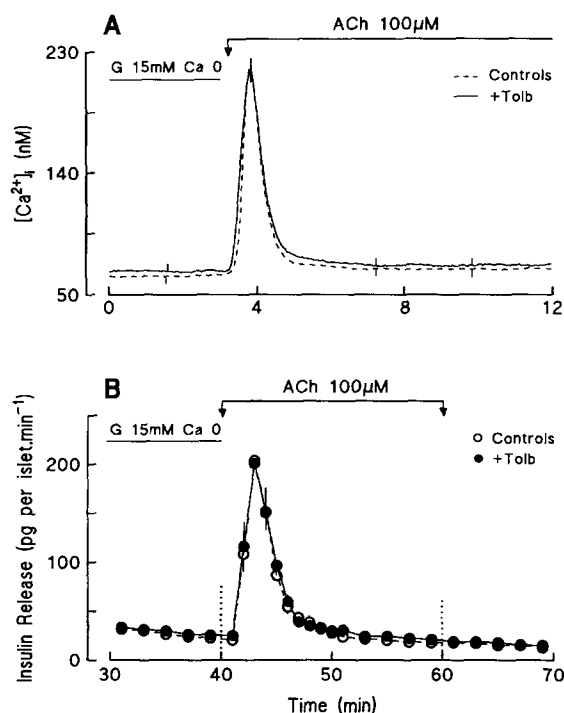 A
ACh 100µM
230
G 15mM Ca 0
Controls
+Tolb
140
[Ca2+]i (nM)
50
0
4
8
12
B
ACh 100µM
G 15mM Ca 0
Controls
+Tolb
200
100
0
Insulin Release (pg per islet.min⁻¹)
30
40
50
60
70
Time (min)